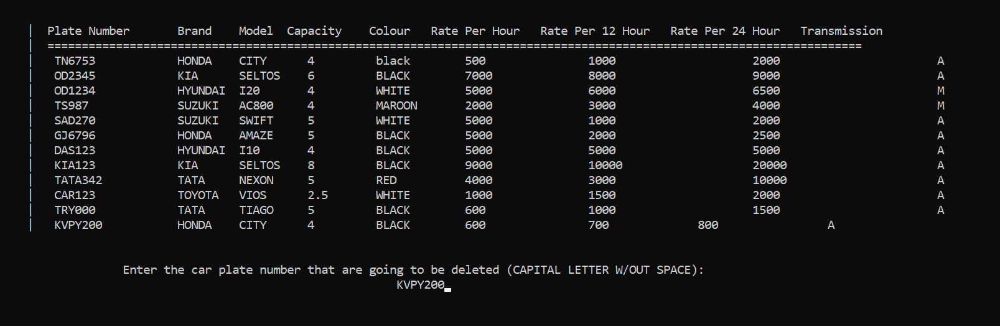 | Plate Number Brand Model Capacity Colour Rate Per Hour Rate Per 12 Hour Rate Per 24 Hour Transmission
| =======================================================================================================================
| TN6753 HONDA CITY 4 black 500 1000 2000 A
| OD2345 KIA SELTOS 6 BLACK 7000 8000 9000 A
| OD1234 HYUNDAI I20 4 WHITE 5000 6000 6500 M
| TS987 SUZUKI AC800 4 MAROON 2000 3000 4000 M
| SAD270 SUZUKI SWIFT 5 WHITE 5000 1000 2000 A
| GJ6796 HONDA AMAZE 5 BLACK 5000 2000 2500 A
| DAS123 HYUNDAI I10 4 BLACK 5000 5000 5000 A
| KIA123 KIA SELTOS 8 BLACK 9000 10000 20000 A
| TATA342 TATA NEXON 5 RED 4000 3000 10000 A
| CAR123 TOYOTA VIOS 2.5 WHITE 1000 1500 2000 A
| TRY000 TATA TIAGO 5 BLACK 600 1000 1500 A
| KVPY200 HONDA CITY 4 BLACK 600 700 800 A
Enter the car plate number that are going to be deleted (CAPITAL LETTER W/OUT SPACE):
KVPY200